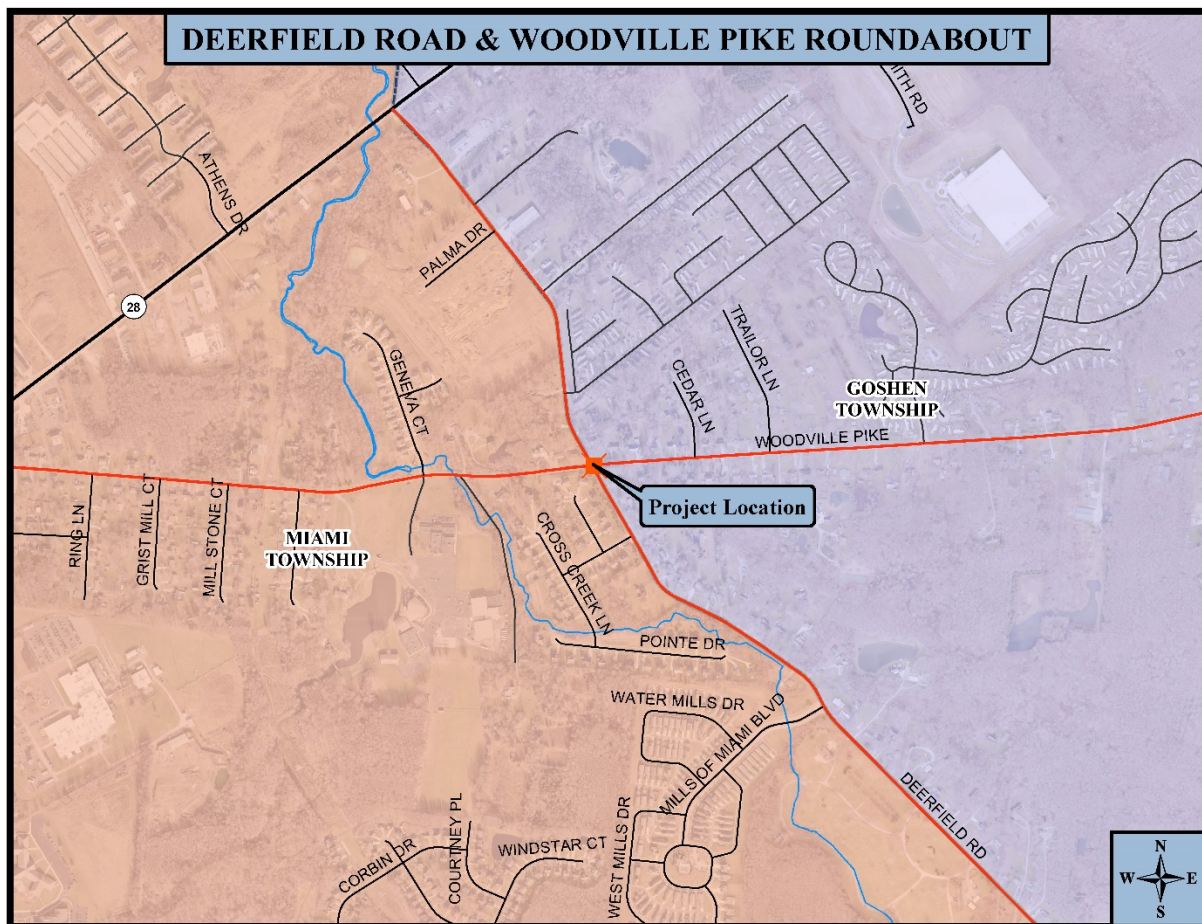 DEERFIELD ROAD & WOODVILLE PIKE ROUNDABOUT
ITH RD
ATHENS DR
PALMA DR
28
TRAILOR LN
GENEVA CT
CEDAR LN
GOSHEN
TOWNSHIP
WOODVILLE PIKE
Project Location
RING LN
GRIST MILL CT
MILL STONE CT
MIAMI
TOWNSHIP
CROSS CREEK LN
POINTE DR
WATER MILLS DR
MILLS OF MIAMI BLVD
DEERFIELD RD
WEST MILLS DR
COURTNEY PL
WINDSTAR CT
CORBIN DR
N
W
E
S